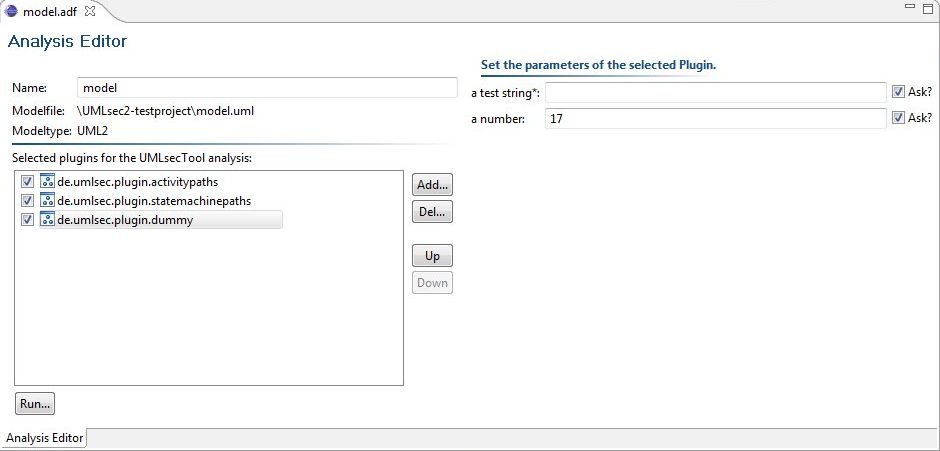 model.adf
Analysis Editor
Name: model
Modelfile: \UMLsec2-testproject\model.uml
Modeltype: UML2
Selected plugins for the UMLsecTool analysis:
de.umlsec.plugin.activitypaths
de.umlsec.plugin.statemachinepaths
de.umlsec.plugin.dummy
Add...
Del...
Up
Down
Run...
Set the parameters of the selected Plugin.
a test string*: Ask?
a number: 17 Ask?
Analysis Editor